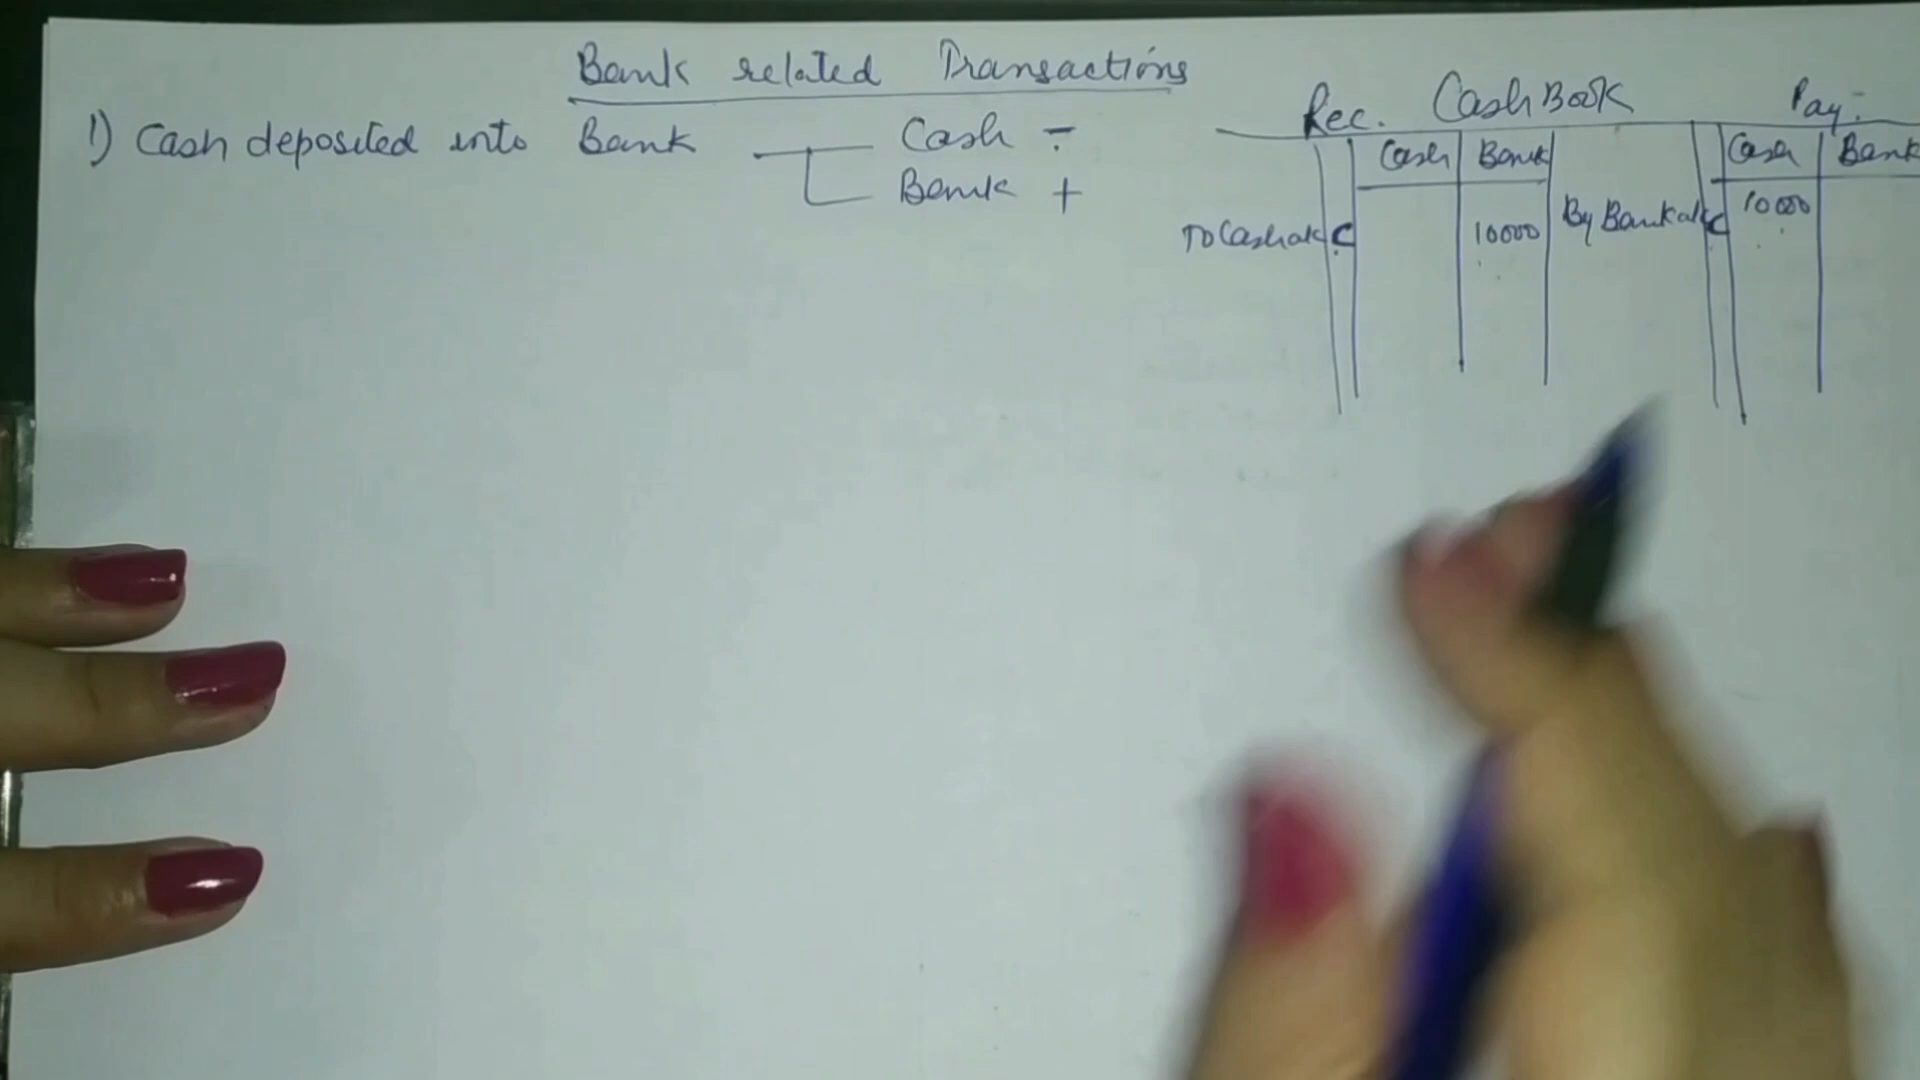 Bank related Transactions
1) Cash deposited into Bank
Cash -
Bank +
Rec. Cash Book Pay.
Cash Bank Cash Bank
To Cash a/c C 10000 By Bank a/c C 10000